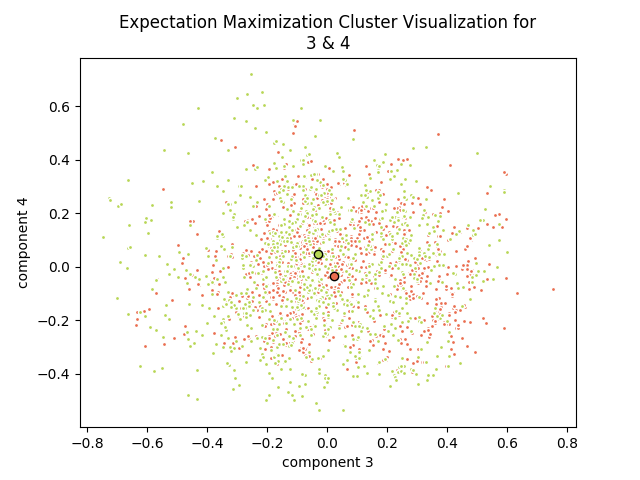 Expectation Maximization Cluster Visualization for
3 & 4
0.6
0.4
0.2
0.0
−0.2
−0.4
component 4
−0.8 −0.6 −0.4 −0.2 0.0 0.2 0.4 0.6 0.8
component 3